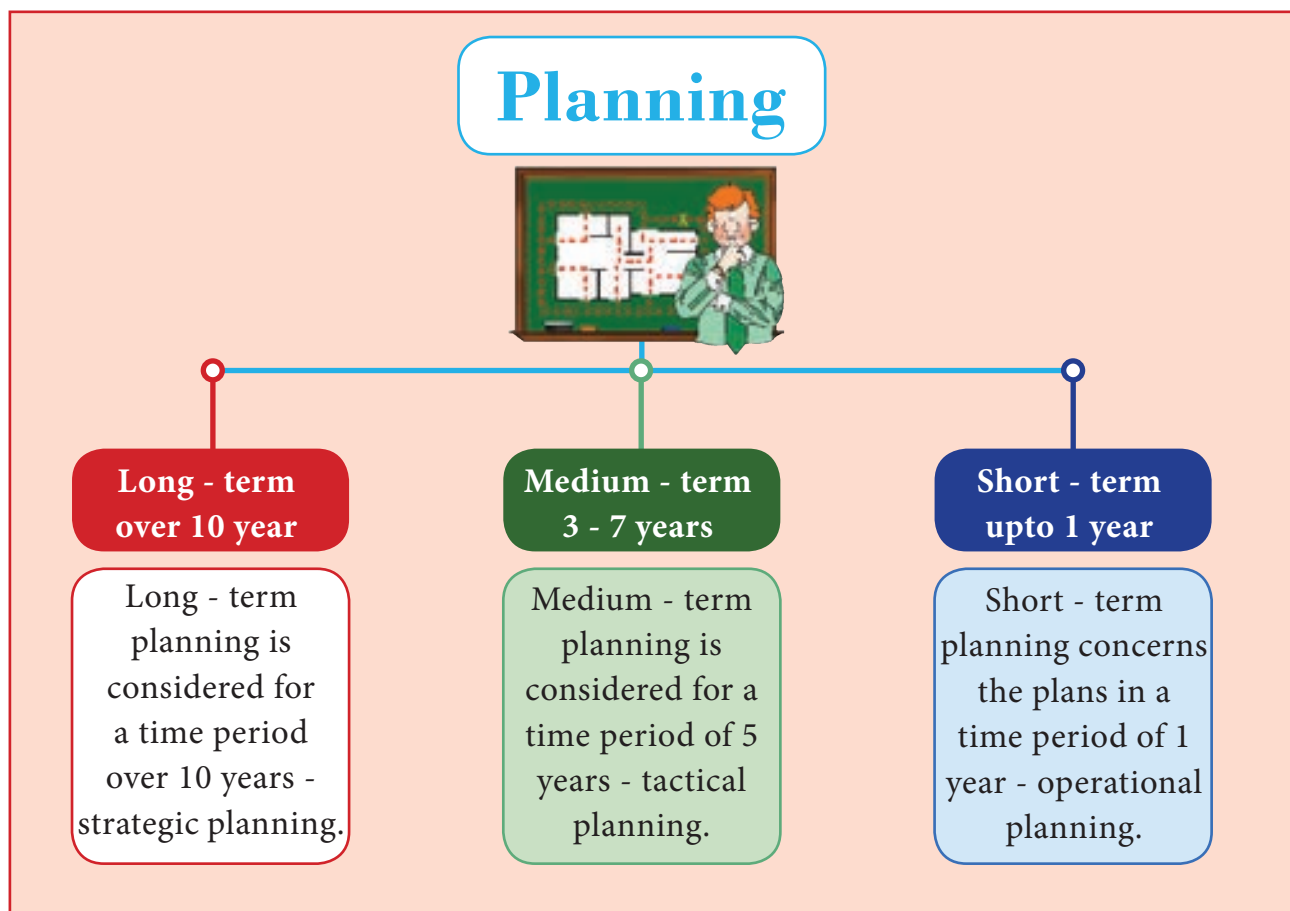 Planning
Long - term
over 10 year
Long - term
planning is
considered for
a time period
over 10 years -
strategic planning.
Medium - term
3 - 7 years
Medium - term
planning is
considered for a
time period of 5
years - tactical
planning.
Short - term
upto 1 year
Short - term
planning concerns
the plans in a
time period of 1
year - operational
planning.